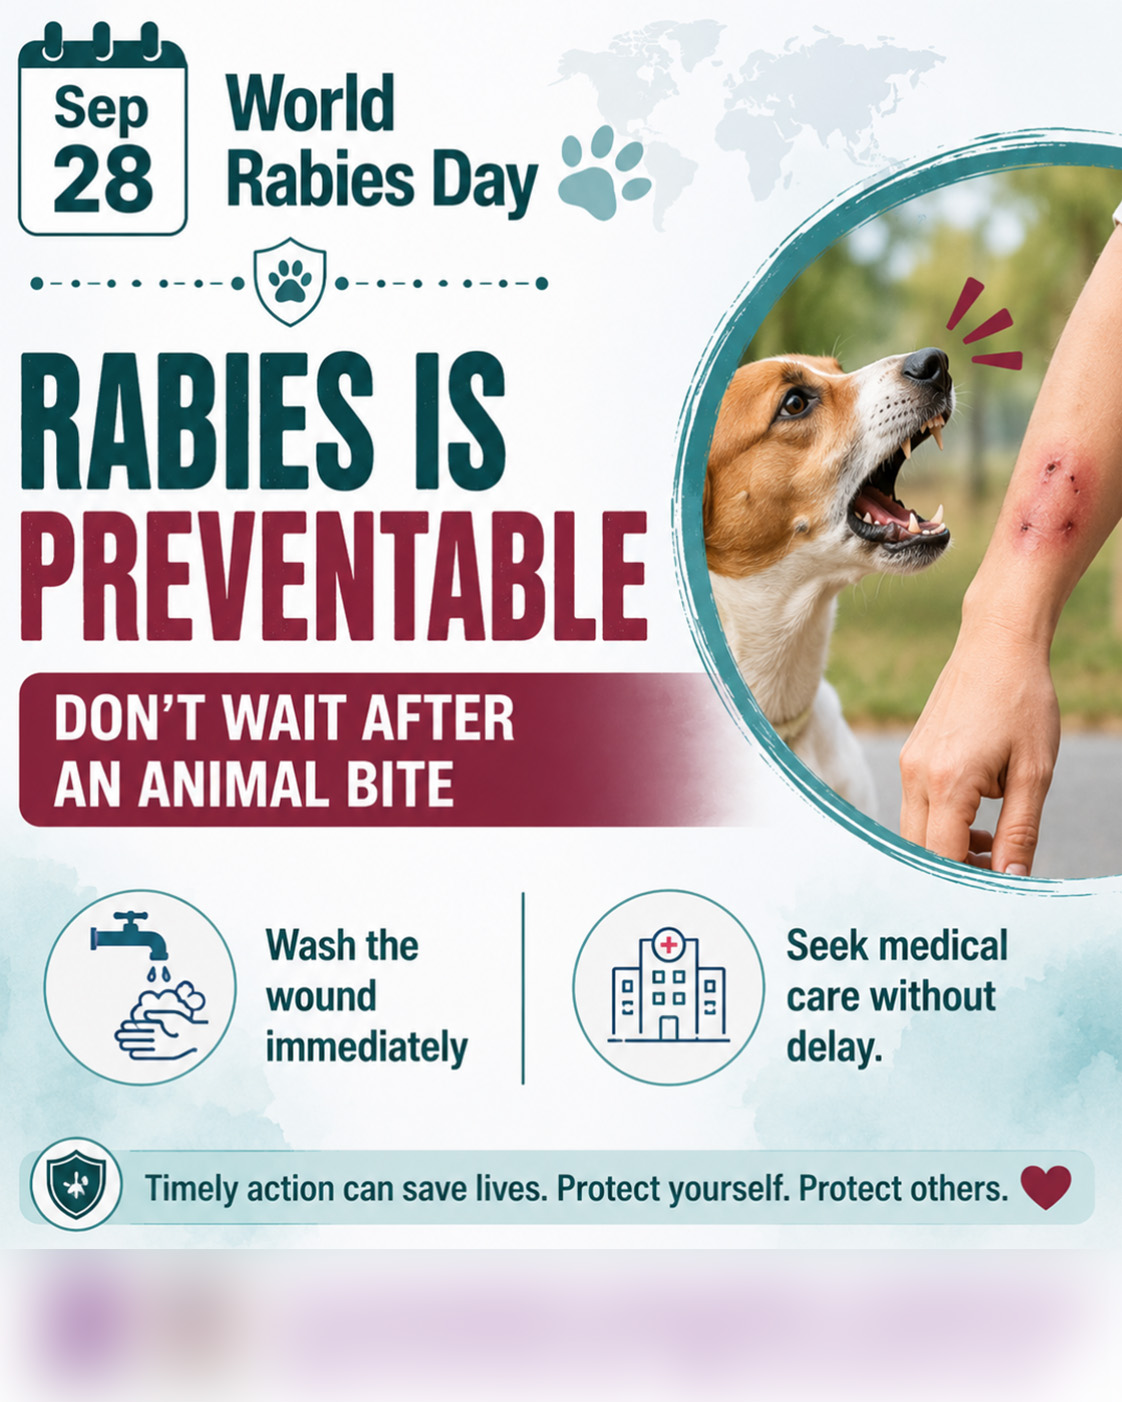 Sep
28
World
Rabies Day
RABIES IS
PREVENTABLE
DON'T WAIT AFTER
AN ANIMAL BITE
Wash the
wound
immediately
Seek medical
care without
delay.
Timely action can save lives. Protect yourself. Protect others.